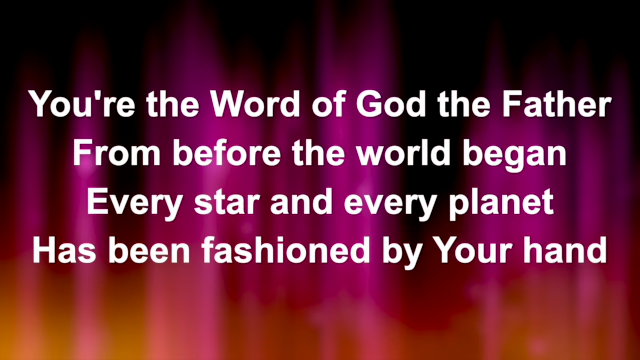 You're the Word of God the Father
From before the world began
Every star and every planet
Has been fashioned by Your hand